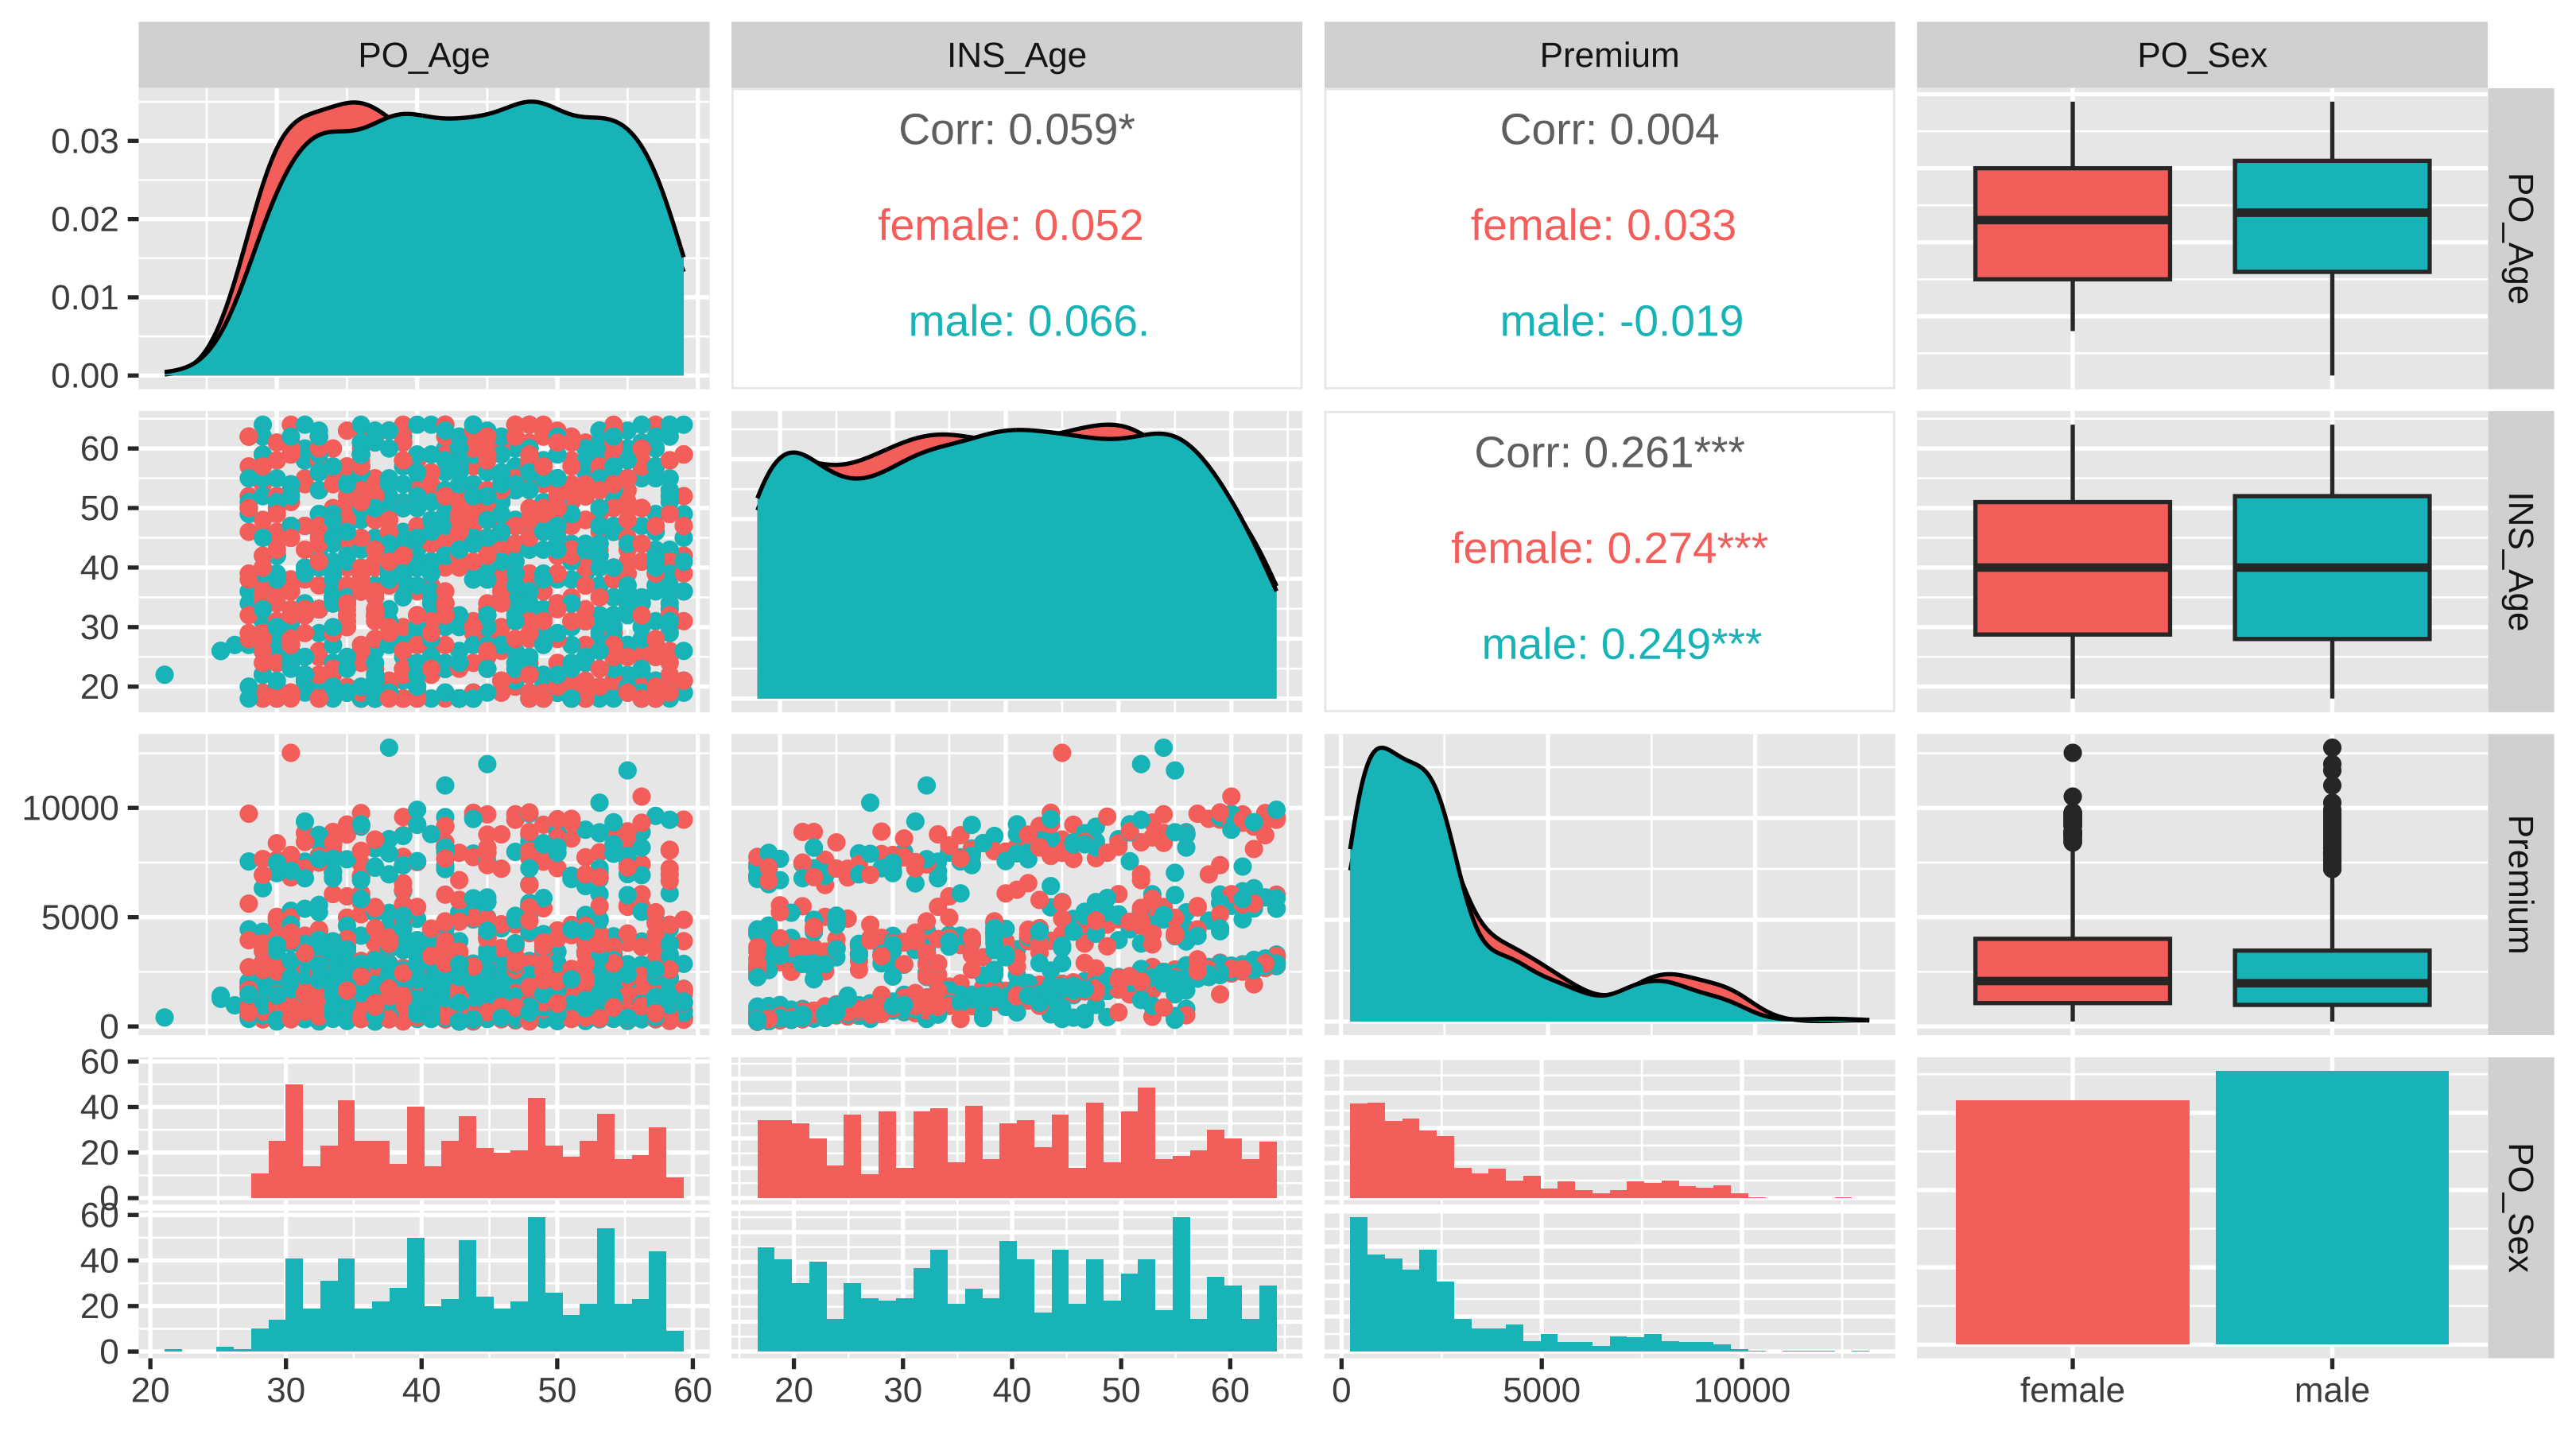 PO_Age
INS_Age
Premium
PO_Sex
0.03
0.02
0.01
0.00
Corr: 0.059*
female: 0.052
male: 0.066.
Corr: 0.004
female: 0.033
male: -0.019
PO_Age
60
50
40
30
20
Corr: 0.261***
female: 0.274***
male: 0.249***
INS_Age
10000
5000
0
Premium
60
40
20
0
60
40
20
0
PO_Sex
20 30 40 50 60
20 30 40 50 60
0 5000 10000
female male